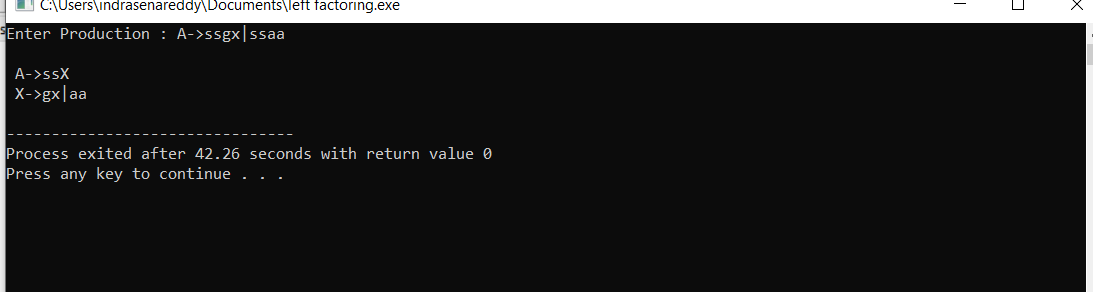 C:\Users\indrasenareddy\Documents\left factoring.exe
Enter Production : A->ssgx|ssaa
A->ssX
X->gx|aa
--------------------------------
Process exited after 42.26 seconds with return value 0
Press any key to continue . . .